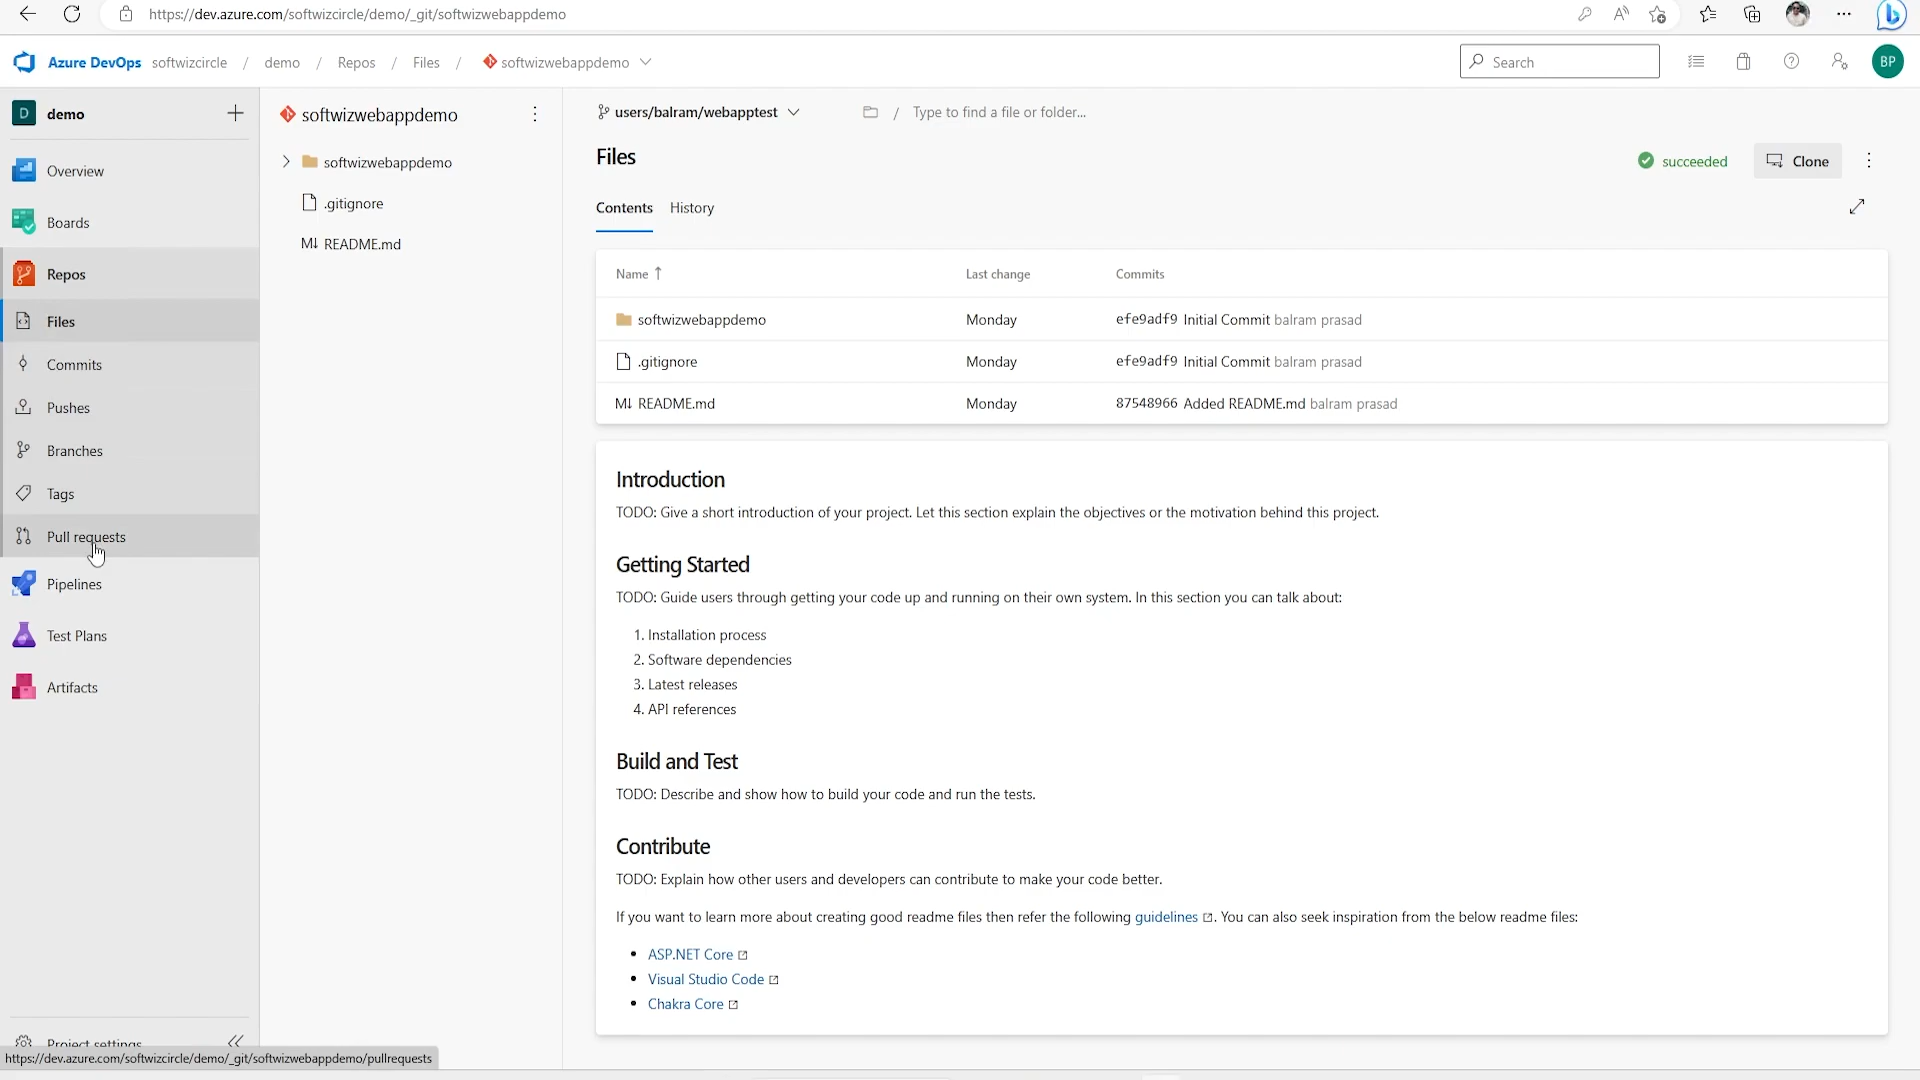 https://dev.azure.com/softwizcircle/demo/_git/softwizwebappdemo
Azure DevOps softwizcircle / demo / Repos / Files / softwizwebappdemo
Search
BP
D demo
Overview
Boards
Repos
Files
Commits
Pushes
Branches
Tags
Pull requests
Pipelines
Test Plans
Artifacts
Project settings
https://dev.azure.com/softwizcircle/demo/_git/softwizwebappdemo/pullrequests
softwizwebappdemo
softwizwebappdemo
.gitignore
M↓ README.md
users/balram/webapptest / Type to find a file or folder...
Files
succeeded
Clone
Contents History
Name ↑ Last change Commits
softwizwebappdemo Monday efe9adf9 Initial Commit balram prasad
.gitignore Monday efe9adf9 Initial Commit balram prasad
M↓ README.md Monday 87548966 Added README.md balram prasad
Introduction
TODO: Give a short introduction of your project. Let this section explain the objectives or the motivation behind this project.
Getting Started
TODO: Guide users through getting your code up and running on their own system. In this section you can talk about:
1. Installation process
2. Software dependencies
3. Latest releases
4. API references
Build and Test
TODO: Describe and show how to build your code and run the tests.
Contribute
TODO: Explain how other users and developers can contribute to make your code better.
If you want to learn more about creating good readme files then refer the following guidelines. You can also seek inspiration from the below readme files:
• ASP.NET Core
• Visual Studio Code
• Chakra Core